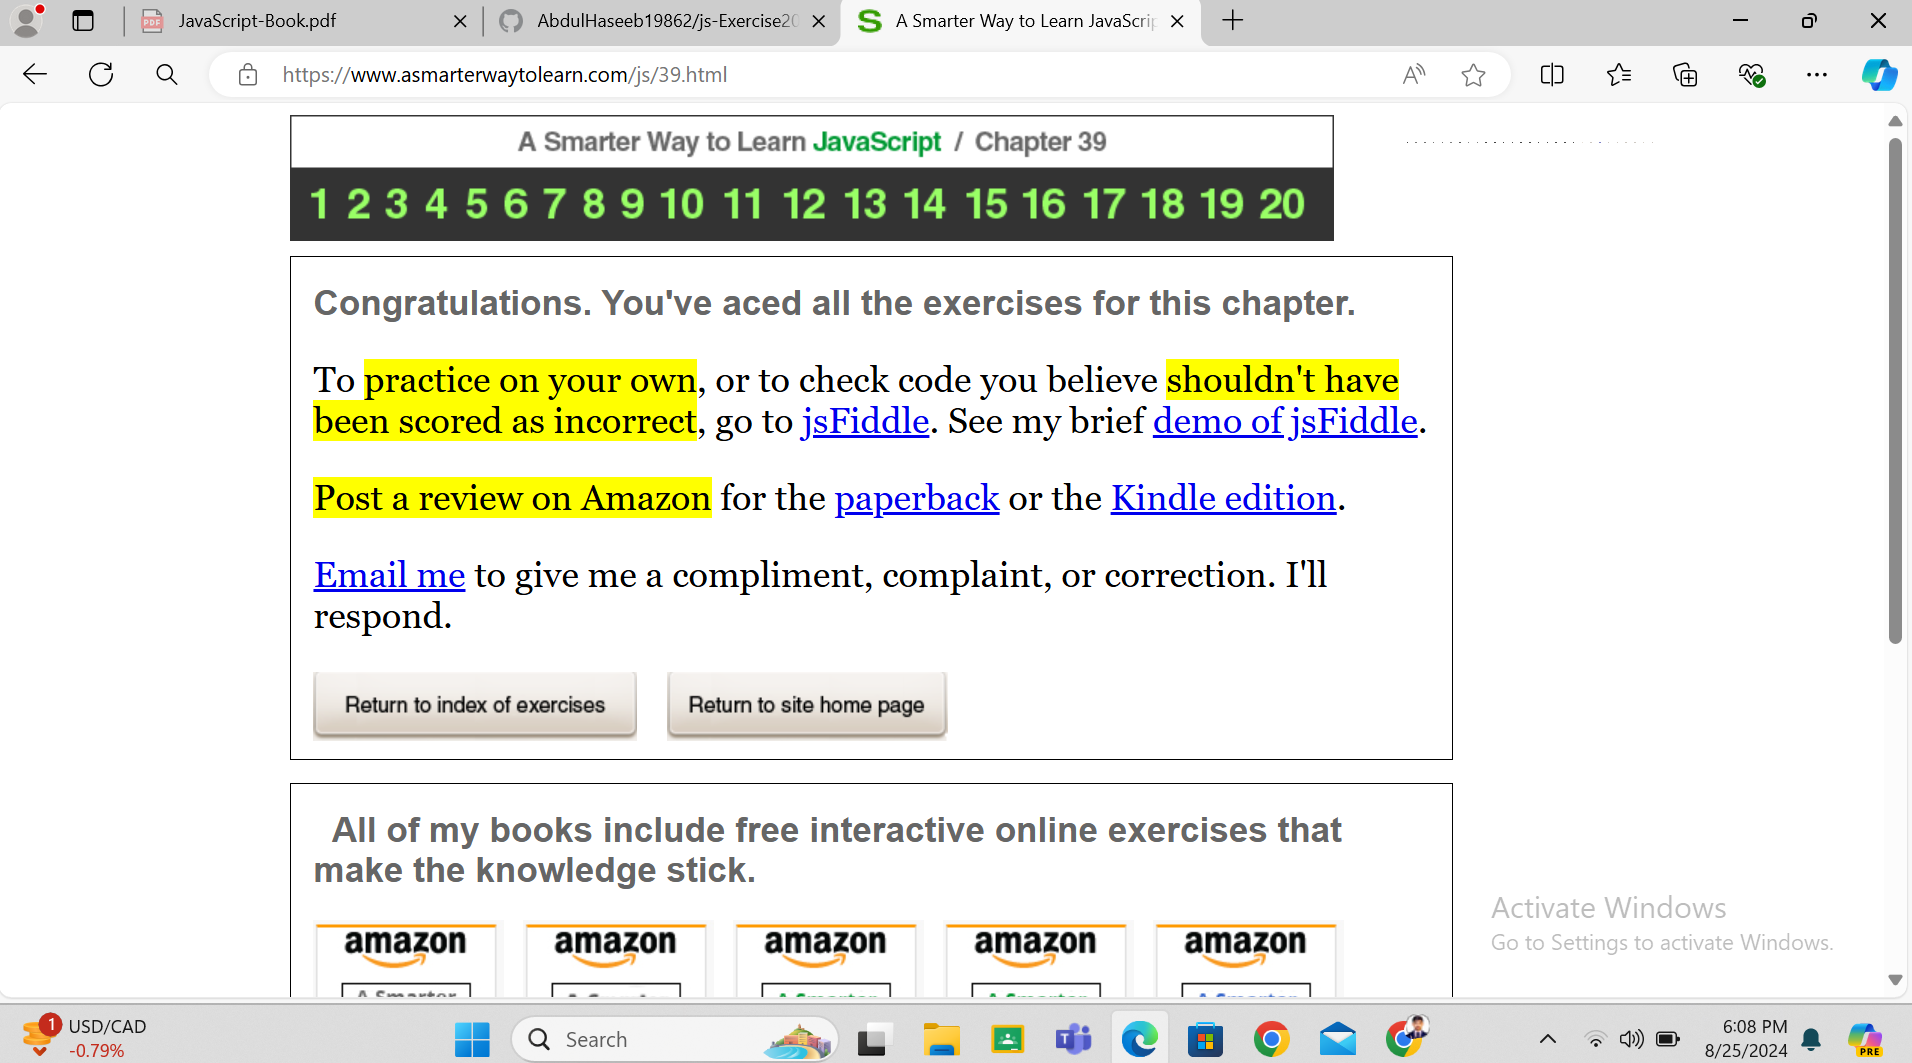 JavaScript-Book.pdf
AbdulHaseeb19862/js-Exercise20
A Smarter Way to Learn JavaScrip
https://www.asmarterwaytolearn.com/js/39.html
A Smarter Way to Learn JavaScript / Chapter 39
1 2 3 4 5 6 7 8 9 10 11 12 13 14 15 16 17 18 19 20
Congratulations. You've aced all the exercises for this chapter.
To practice on your own, or to check code you believe shouldn't have
been scored as incorrect, go to jsFiddle. See my brief demo of jsFiddle.
Post a review on Amazon for the paperback or the Kindle edition.
Email me to give me a compliment, complaint, or correction. I'll
respond.
Return to index of exercises
Return to site home page
All of my books include free interactive online exercises that
make the knowledge stick.
amazon amazon amazon amazon amazon
Activate Windows
Go to Settings to activate Windows.
1
USD/CAD
-0.79%
Search
6:08 PM
8/25/2024
PRE